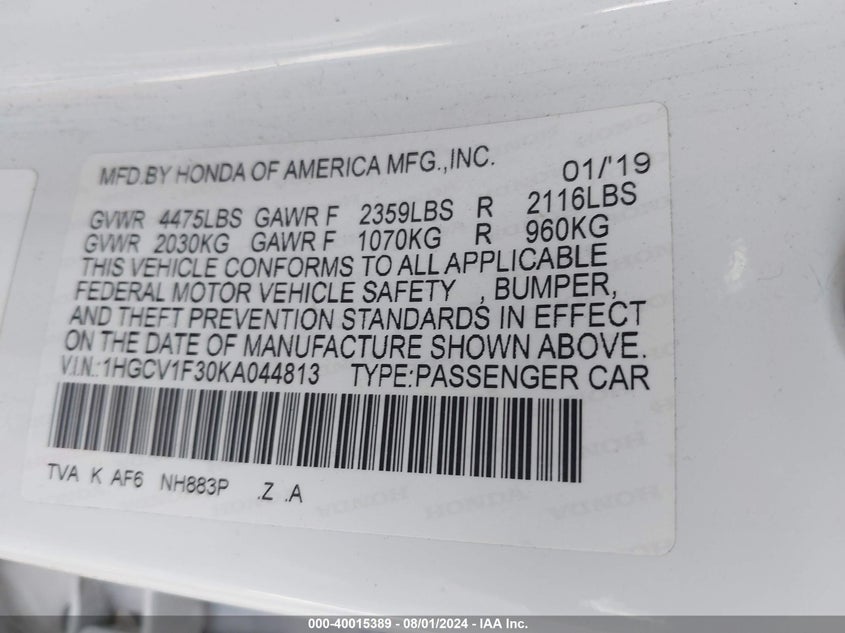 MFD.BY HONDA OF AMERICA MFG.,INC. 01/'19
GVWR 4475LBS GAWR F 2359LBS R 2116LBS
GVWR 2030KG GAWR F 1070KG R 960KG
THIS VEHICLE CONFORMS TO ALL APPLICABLE
FEDERAL MOTOR VEHICLE SAFETY , BUMPER,
AND THEFT PREVENTION STANDARDS IN EFFECT
ON THE DATE OF MANUFACTURE SHOWN ABOVE.
V.I.N.:1HGCV1F30KA044813 TYPE:PASSENGER CAR
TVA K AF6 NH883P .Z .A
HONDA HONDA HONDA
000-40015389 - 08/01/2024 - IAA Inc.